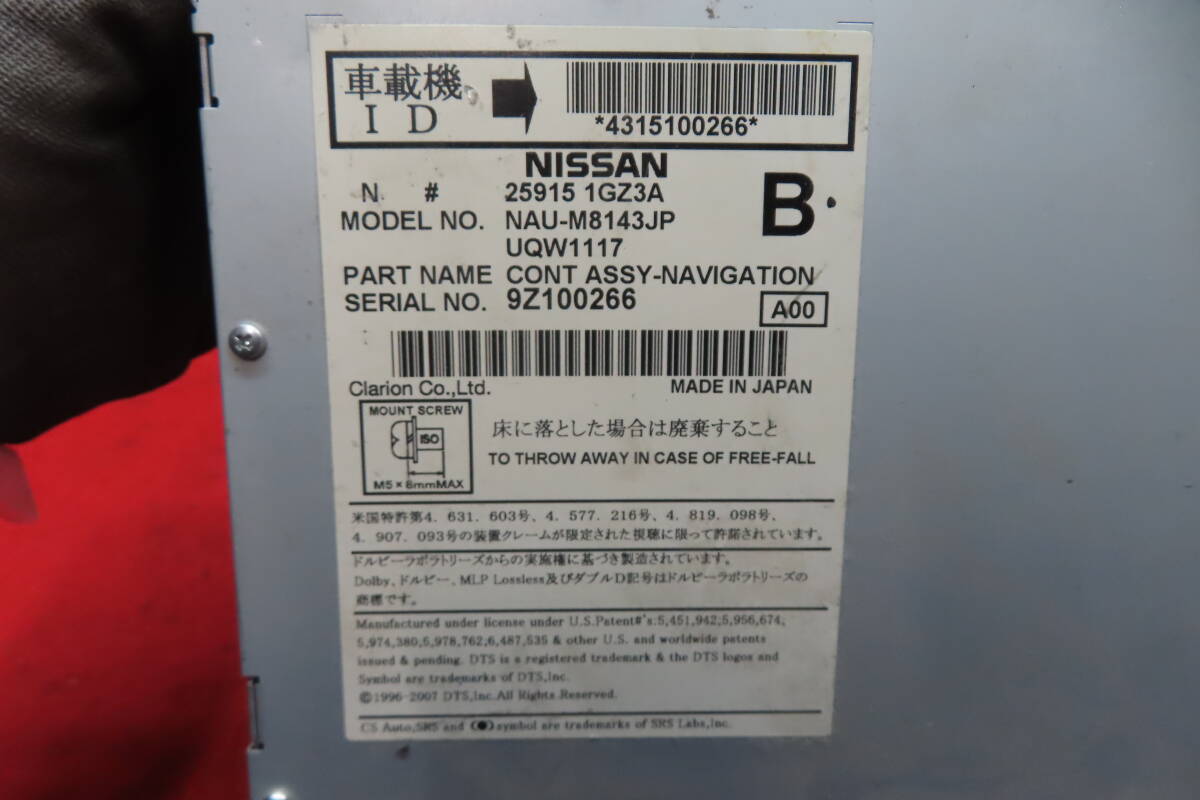 車載機
ID
*4315100266*
NISSAN
N. # 25915 1GZ3A
B
MODEL NO. NAU-M8143JP
UQW1117
PART NAME CONT ASSY-NAVIGATION
SERIAL NO. 9Z100266
A00
Clarion Co.,Ltd. MADE IN JAPAN
MOUNT SCREW
ISO
M5×8mmMAX
床に落とした場合は廃棄すること
TO THROW AWAY IN CASE OF FREE-FALL
米国特許第4. 631. 603号、4. 577. 216号、4. 819. 098号、
4. 907. 093号の装置クレームが限定された視聴に限って許諾されています。
ドルビーラボラトリーズからの実施権に基づき製造されています。
Dolby、ドルビー、MLP Lossless及びダブルD記号はドルビーラボラトリーズの
商標です。
Manufactured under license under U.S.Patent#'s:5,451,942,5,956,674,
5,974,380,5,978,762,6,487,535 & other U.S. and worldwide patents
issued & pending. DTS is a registered trademark & the DTS logos and
Symbol are trademarks of DTS,Inc.
©1996-2007 DTS,Inc.All Rights Reserved.
CS Auto,SRS and symbol are trademarks of SRS Labs,Inc.